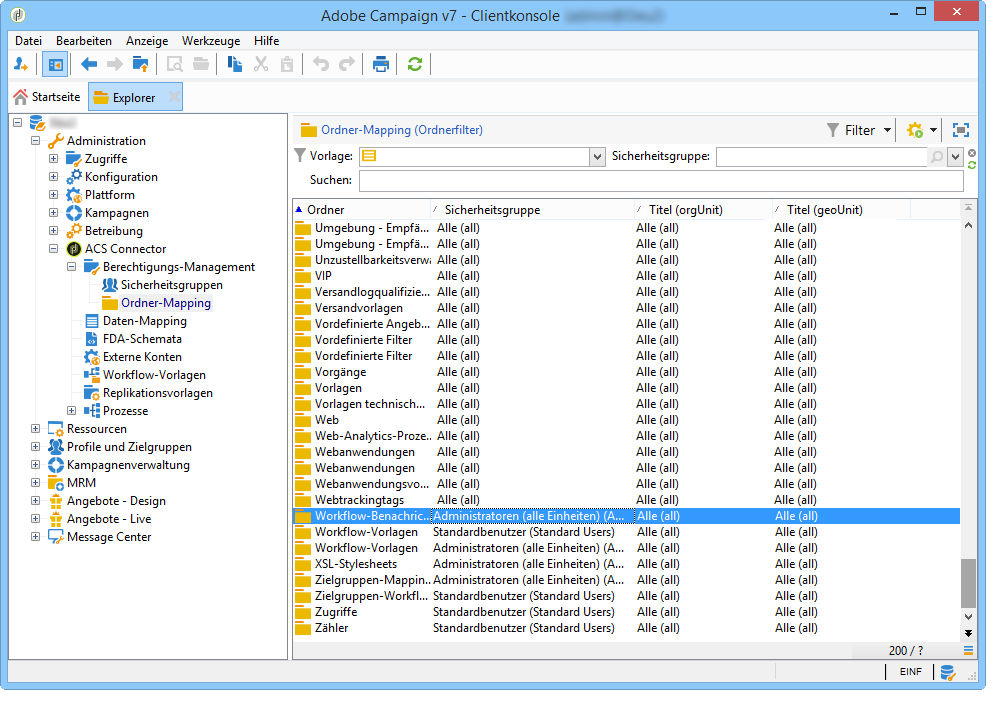 Adobe Campaign v7 - Clientkonsole
Datei Bearbeiten Anzeige Werkzeuge Hilfe
Startseite Explorer
Administration
Zugriffe
Konfiguration
Plattform
Kampagnen
Betreibung
ACS Connector
Berechtigungs-Management
Sicherheitsgruppen
Ordner-Mapping
Daten-Mapping
FDA-Schemata
Externe Konten
Workflow-Vorlagen
Replikationsvorlagen
Prozesse
Ressourcen
Profile und Zielgruppen
Kampagnenverwaltung
MRM
Angebote - Design
Angebote - Live
Message Center
Ordner-Mapping (Ordnerfilter) Filter
Vorlage: Sicherheitsgruppe:
Suchen:
Ordner Sicherheitsgruppe Titel (orgUnit) Titel (geoUnit)
Umgebung - Empfä... Alle (all) Alle (all) Alle (all)
Umgebung - Empfä... Alle (all) Alle (all) Alle (all)
Unzustellbarkeitsverwa Alle (all) Alle (all) Alle (all)
VIP Alle (all) Alle (all) Alle (all)
Versandlogqualifizie... Alle (all) Alle (all) Alle (all)
Versandvorlagen Alle (all) Alle (all) Alle (all)
Vordefinierte Angeb... Alle (all) Alle (all) Alle (all)
Vordefinierte Filter Alle (all) Alle (all) Alle (all)
Vordefinierte Filter Alle (all) Alle (all) Alle (all)
Vorgänge Alle (all) Alle (all) Alle (all)
Vorlagen Alle (all) Alle (all) Alle (all)
Vorlagen technisch... Alle (all) Alle (all) Alle (all)
Web Alle (all) Alle (all) Alle (all)
Web-Analytics-Proze.. Alle (all) Alle (all) Alle (all)
Webanwendungen Alle (all) Alle (all) Alle (all)
Webanwendungen Alle (all) Alle (all) Alle (all)
Webanwendungsvo... Alle (all) Alle (all) Alle (all)
Webtrackingtags Alle (all) Alle (all) Alle (all)
Workflow-Benachric... Administratoren (alle Einheiten) (A... Alle (all) Alle (all)
Workflow-Vorlagen Standardbenutzer (Standard Users) Alle (all) Alle (all)
Workflow-Vorlagen Administratoren (alle Einheiten) (A... Alle (all) Alle (all)
XSL-Stylesheets Administratoren (alle Einheiten) (A... Alle (all) Alle (all)
Zielgruppen-Mappin.. Administratoren (alle Einheiten) (A... Alle (all) Alle (all)
Zielgruppen-Workfl... Standardbenutzer (Standard Users) Alle (all) Alle (all)
Zugriffe Standardbenutzer (Standard Users) Alle (all) Alle (all)
Zähler Standardbenutzer (Standard Users) Alle (all) Alle (all)
200 / ?
EINF